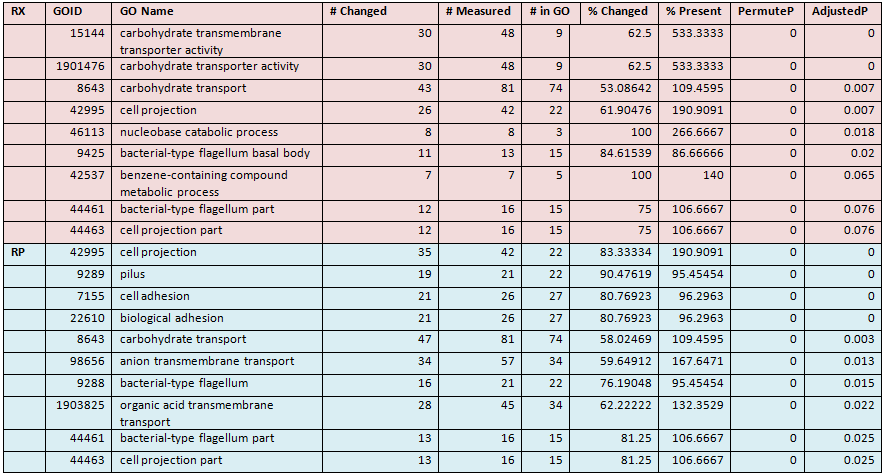 RX GOID GO Name # Changed # Measured # in GO % Changed % Present PermuteP AdjustedP
15144 carbohydrate transmembrane 30 48 9 62.5 533.3333 0 0
transporter activity
1901476 carbohydrate transporter activity 30 48 9 62.5 533.3333 0 0
8643 carbohydrate transport 43 81 74 53.08642 109.4595 0 0.007
42995 cell projection 26 42 22 61.90476 190.9091 0 0.007
46113 nucleobase catabolic process 8 8 3 100 266.6667 0 0.018
9425 bacterial-type flagellum basal body 11 13 15 84.61539 86.66666 0 0.02
42537 benzene-containing compound 7 7 5 100 140 0 0.065
metabolic process
44461 bacterial-type flagellum part 12 16 15 75 106.6667 0 0.076
44463 cell projection part 12 16 15 75 106.6667 0 0.076
RP 42995 cell projection 35 42 22 83.33334 190.9091 0 0
9289 pilus 19 21 22 90.47619 95.45454 0 0
7155 cell adhesion 21 26 27 80.76923 96.2963 0 0
22610 biological adhesion 21 26 27 80.76923 96.2963 0 0
8643 carbohydrate transport 47 81 74 58.02469 109.4595 0 0.003
98656 anion transmembrane transport 34 57 34 59.64912 167.6471 0 0.013
9288 bacterial-type flagellum 16 21 22 76.19048 95.45454 0 0.015
1903825 organic acid transmembrane 28 45 34 62.22222 132.3529 0 0.022
transport
44461 bacterial-type flagellum part 13 16 15 81.25 106.6667 0 0.025
44463 cell projection part 13 16 15 81.25 106.6667 0 0.025